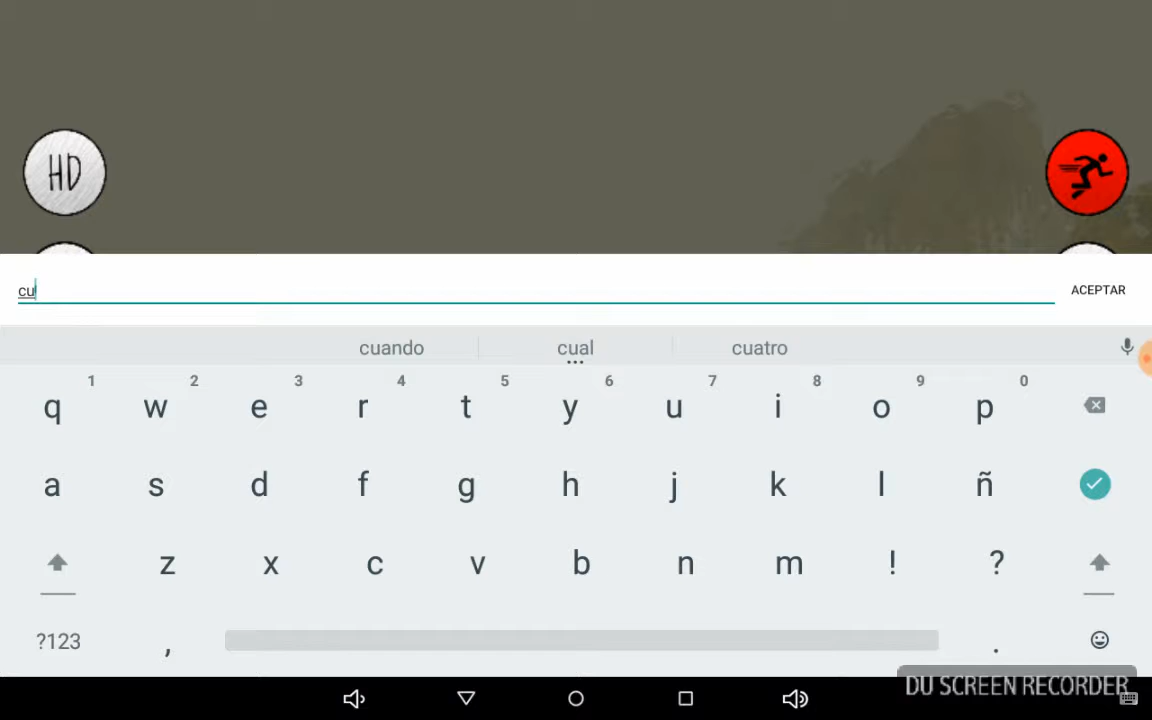 HD
cu
ACEPTAR
cuando cual cuatro
1 2 3 4 5 6 7 8 9 0
q w e r t y u i o p
a s d f g h j k l ñ
z x c v b n m ! ?
?123 , .
DU SCREEN RECORDER